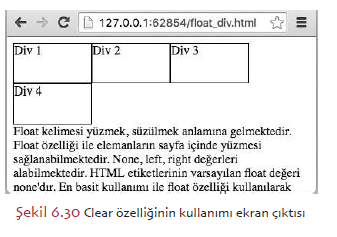 127.0.0.1:62854/float_div.html
Div 1 Div 2 Div 3
Div 4
Float kelimesi yüzmek, süzülmek anlamına gelmektedir.
Float özelliği ile elemanların sayfa içinde yüzmesi
sağlanabilmektedir. None, left, right değerleri
alabilmektedir. HTML etiketlerinin varsayılan float değeri
none'dır. En basit kullanımı ile float özelliği kullanılarak
Şekil 6.30 Clear özelliğinin kullanımı ekran çıktısı